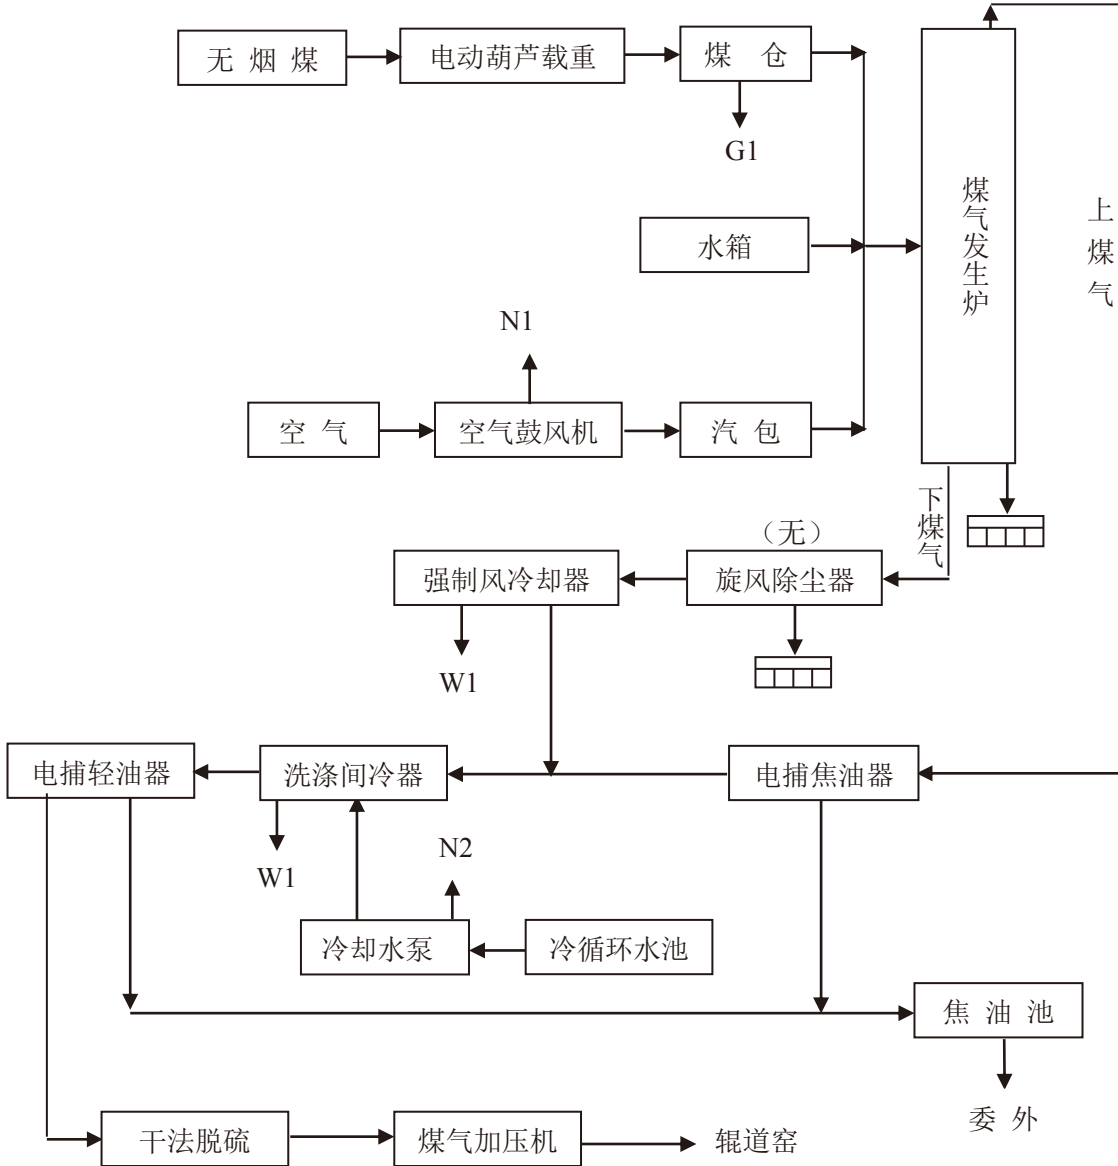 无 烟 煤
电动葫芦载重
煤 仓
G1
煤气发生炉
上煤气
水箱
N1
空 气
空气鼓风机
汽 包
下煤气
（无）
强制风冷却器
旋风除尘器
W1
电捕轻油器
洗涤间冷器
电捕焦油器
W1
N2
冷却水泵
冷循环水池
焦 油 池
委 外
干法脱硫
煤气加压机
辊道窑